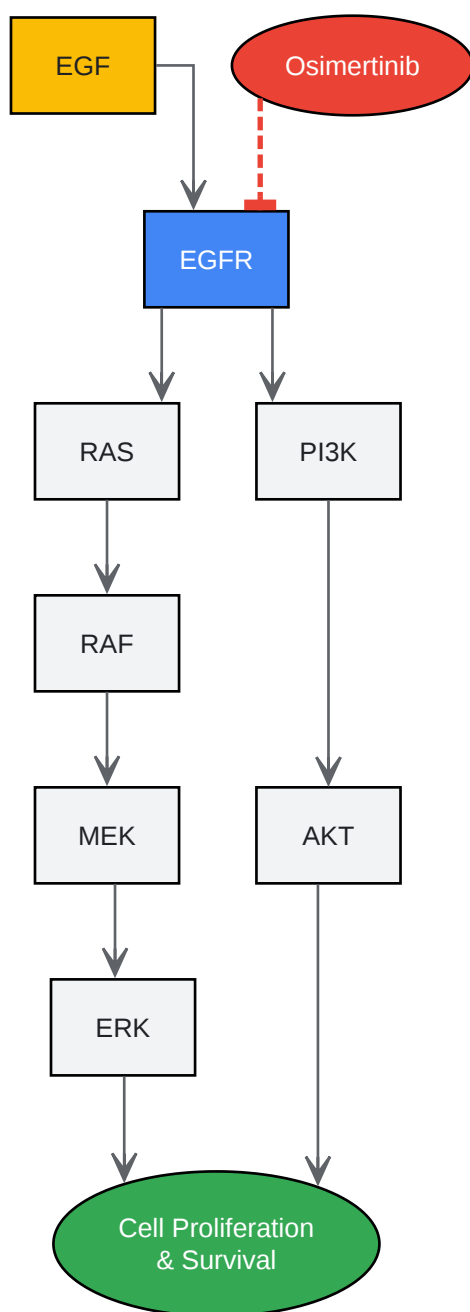 EGF
Osimertinib
EGFR
RAS
PI3K
RAF
MEK
AKT
ERK
Cell Proliferation
& Survival